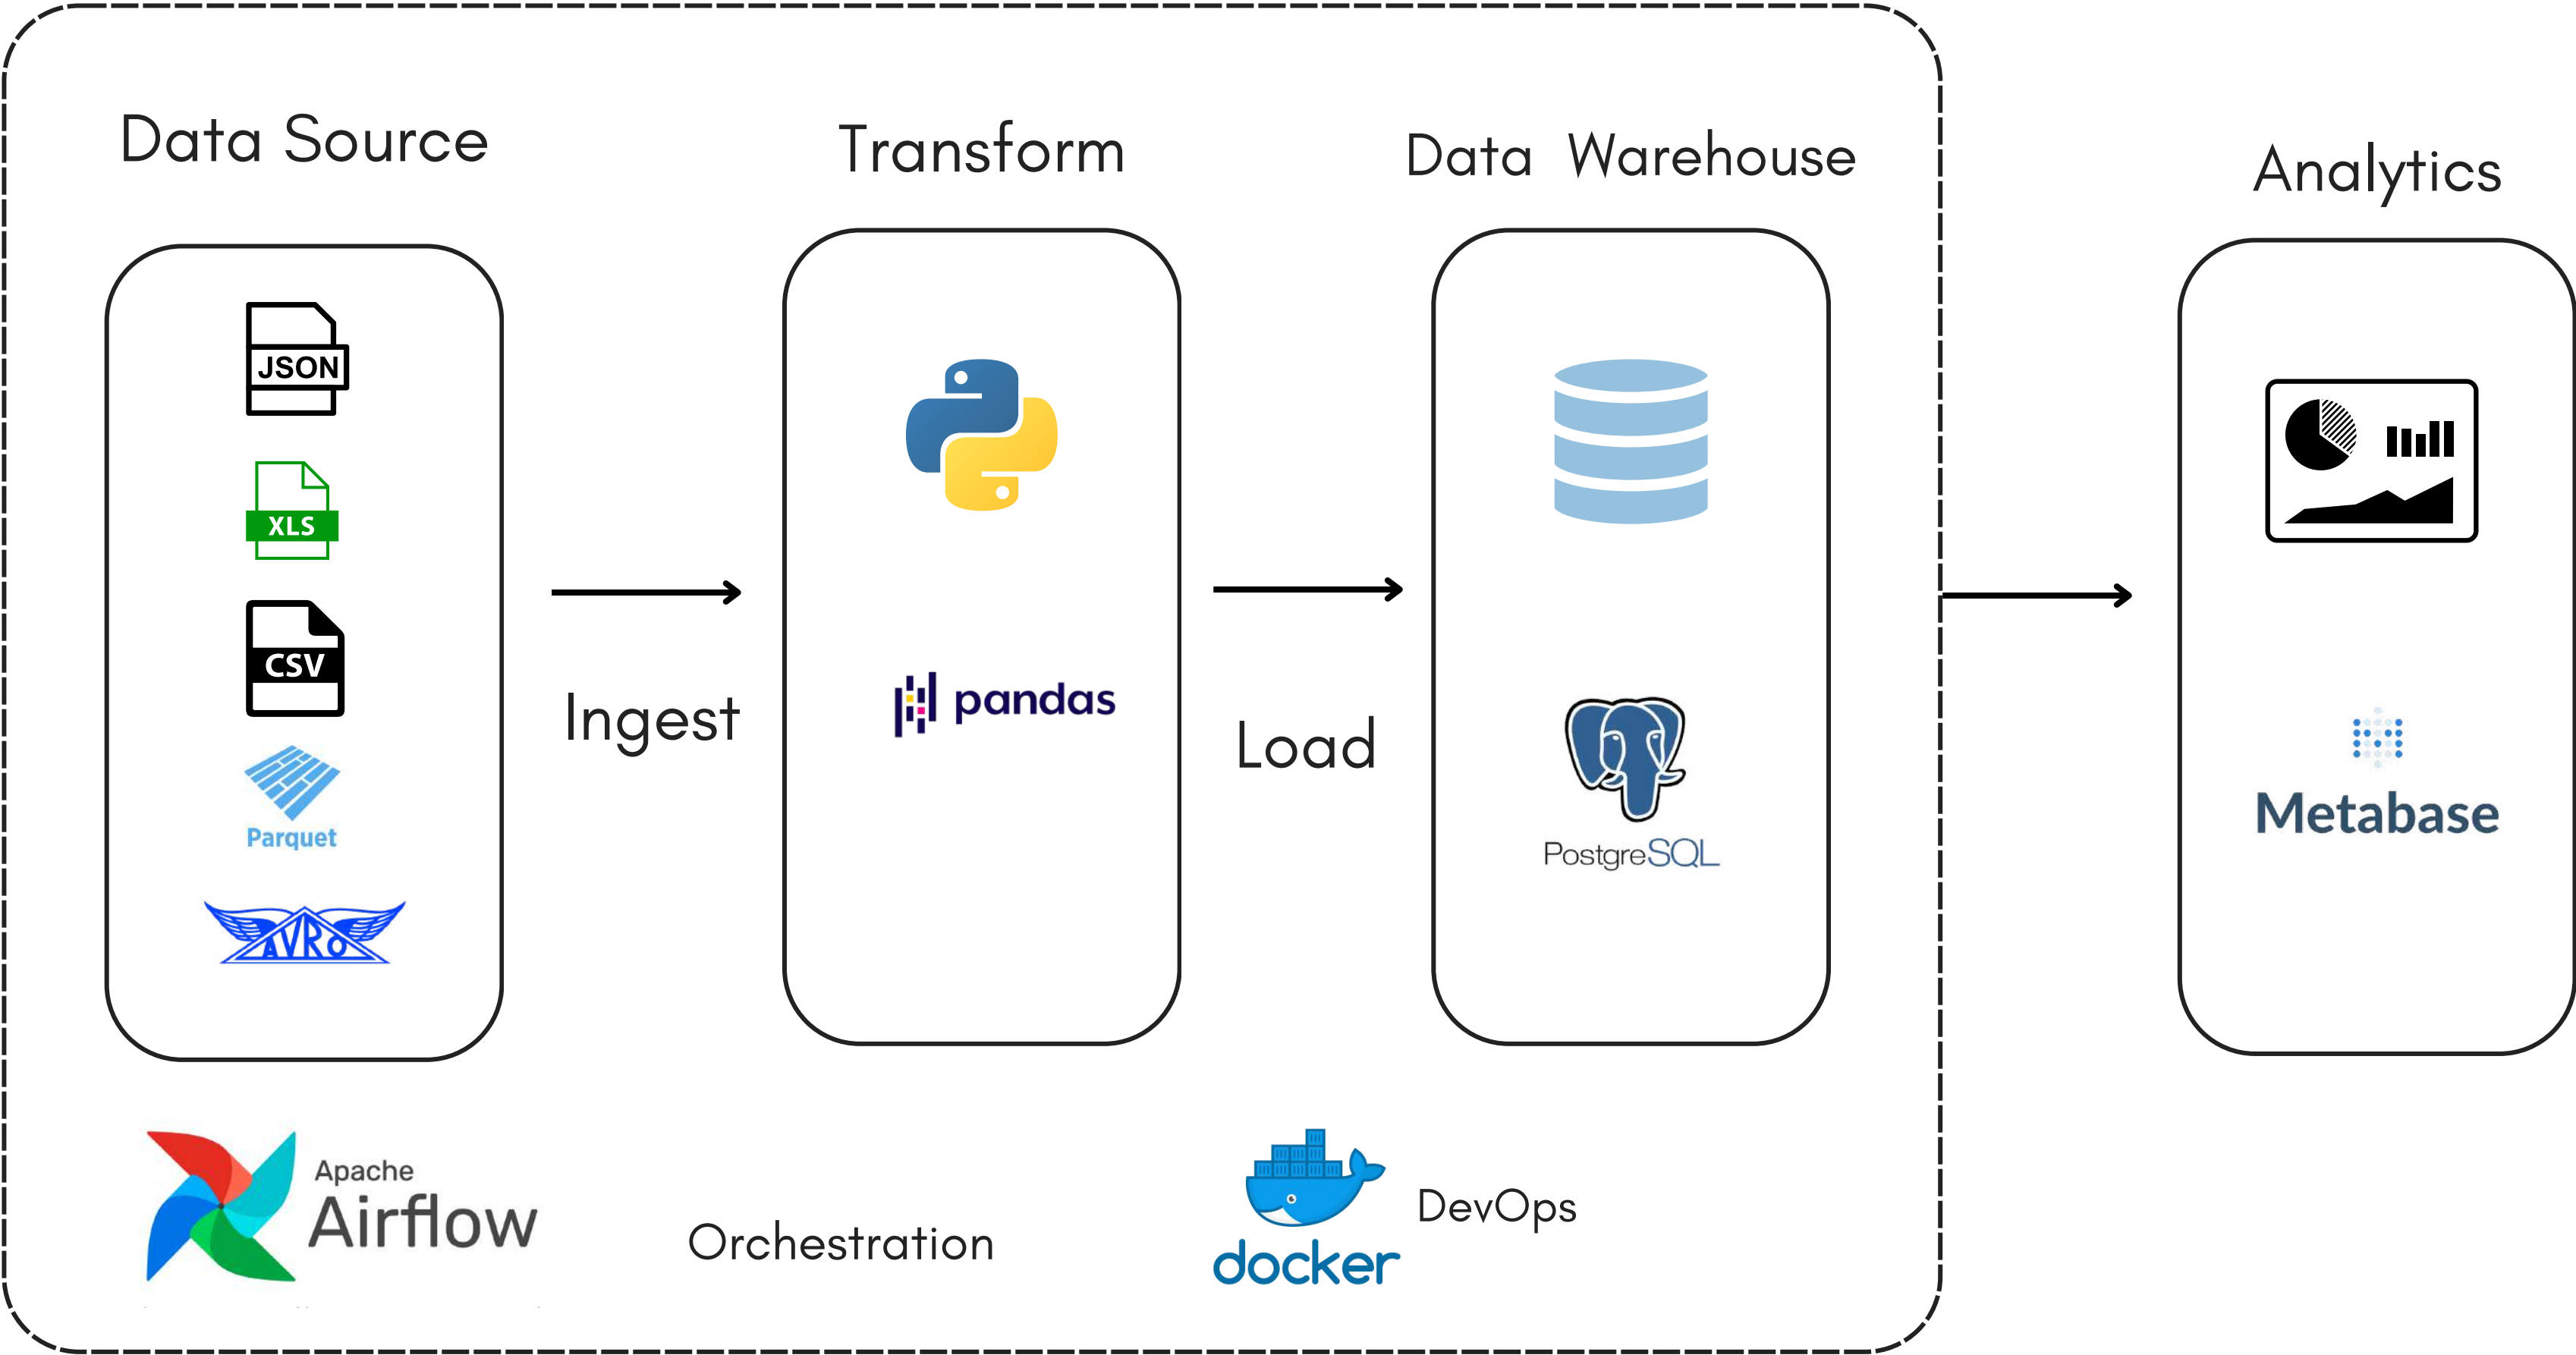 Data Source
Transform
Data Warehouse
Analytics
JSON
XLS
CSV
Parquet
AVRO
Ingest
pandas
Load
PostgreSQL
Metabase
Apache
Airflow
Orchestration
docker
DevOps